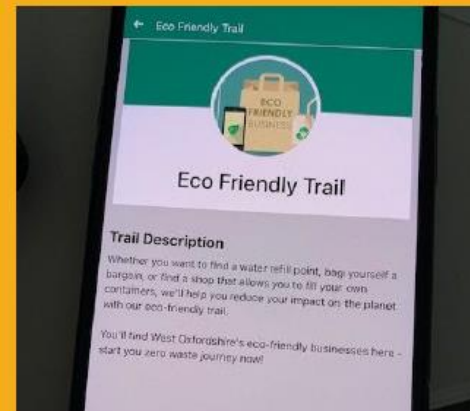 ← Eco Friendly Trail
ECO
FRIENDLY
BUSINESS
Eco Friendly Trail
Trail Description
Whether you want to find a water refill point, bag yourself a
bargain, or find a shop that allows you to fill your own
containers, we'll help you reduce your impact on the planet
with our eco-friendly trail.
You'll find West Oxfordshire's eco-friendly businesses here -
start you zero waste journey now!